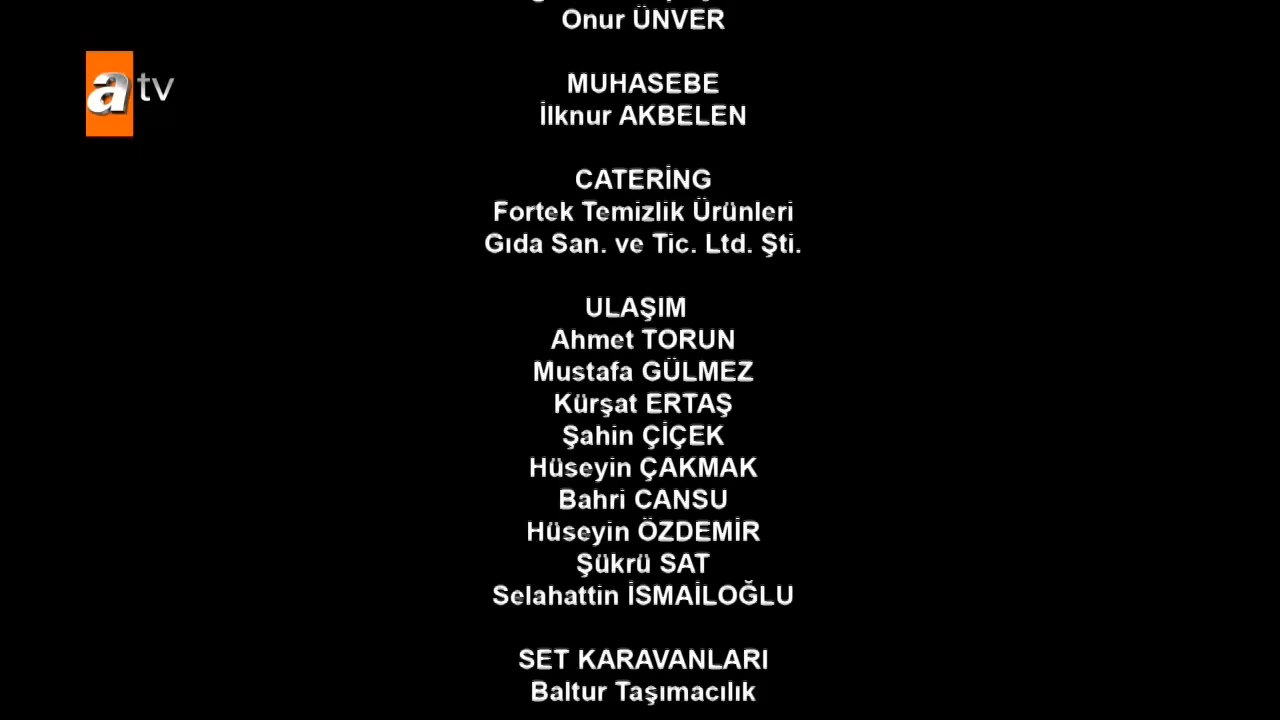 Onur ÜNVER
atv
MUHASEBE
İlknur AKBELEN
CATERİNG
Fortek Temizlik Ürünleri
Gıda San. ve Tic. Ltd. Şti.
ULAŞIM
Ahmet TORUN
Mustafa GÜLMEZ
Kürşat ERTAŞ
Şahin ÇİÇEK
Hüseyin ÇAKMAK
Bahri CANSU
Hüseyin ÖZDEMİR
Şükrü SAT
Selahattin İSMAİLOĞLU
SET KARAVANLARI
Baltur Taşımacılık